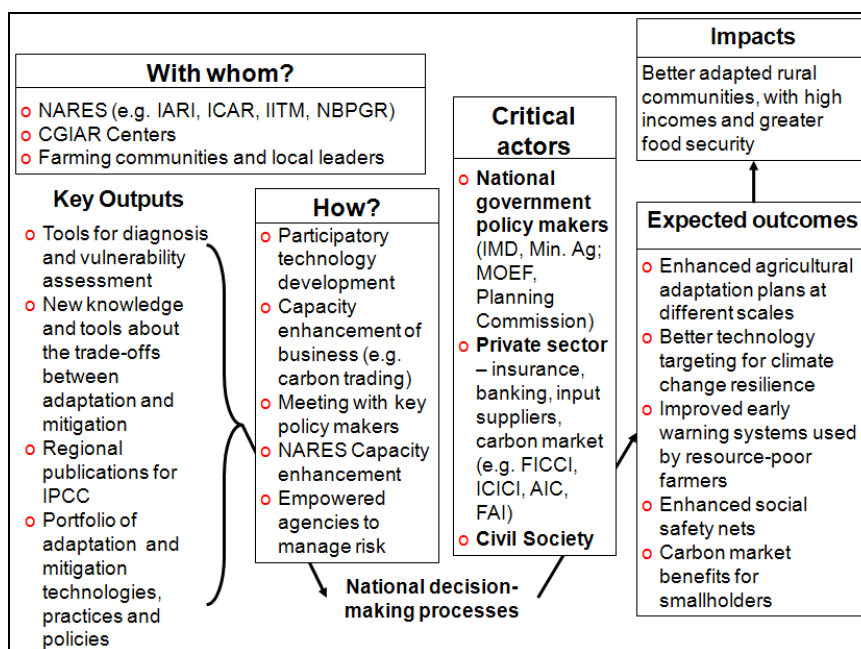 With whom?
o NARES (e.g. IARI, ICAR, IITM, NBPGR)
o CGIAR Centers
o Farming communities and local leaders
Key Outputs
o Tools for diagnosis
and vulnerability
assessment
o New knowledge
and tools about
the trade-offs
between
adaptation and
mitigation
o Regional
publications for
IPCC
o Portfolio of
adaptation and
mitigation
technologies,
practices and
policies
How?
o Participatory
technology
development
o Capacity
enhancement of
business (e.g.
carbon trading)
o Meeting with key
policy makers
o NARES Capacity
enhancement
o Empowered
agencies to
manage risk
National decision-
making processes
Critical
actors
o National
government
policy makers
(IMD, Min. Ag;
MOEF,
Planning
Commission)
o Private sector
– insurance,
banking, input
suppliers,
carbon market
(e.g. FICCI,
ICICI, AIC,
FAI)
o Civil Society
Impacts
Better adapted rural
communities, with high
incomes and greater
food security
Expected outcomes
o Enhanced agricultural
adaptation plans at
different scales
o Better technology
targeting for climate
change resilience
o Improved early
warning systems used
by resource-poor
farmers
o Enhanced social
safety nets
o Carbon market
benefits for
smallholders